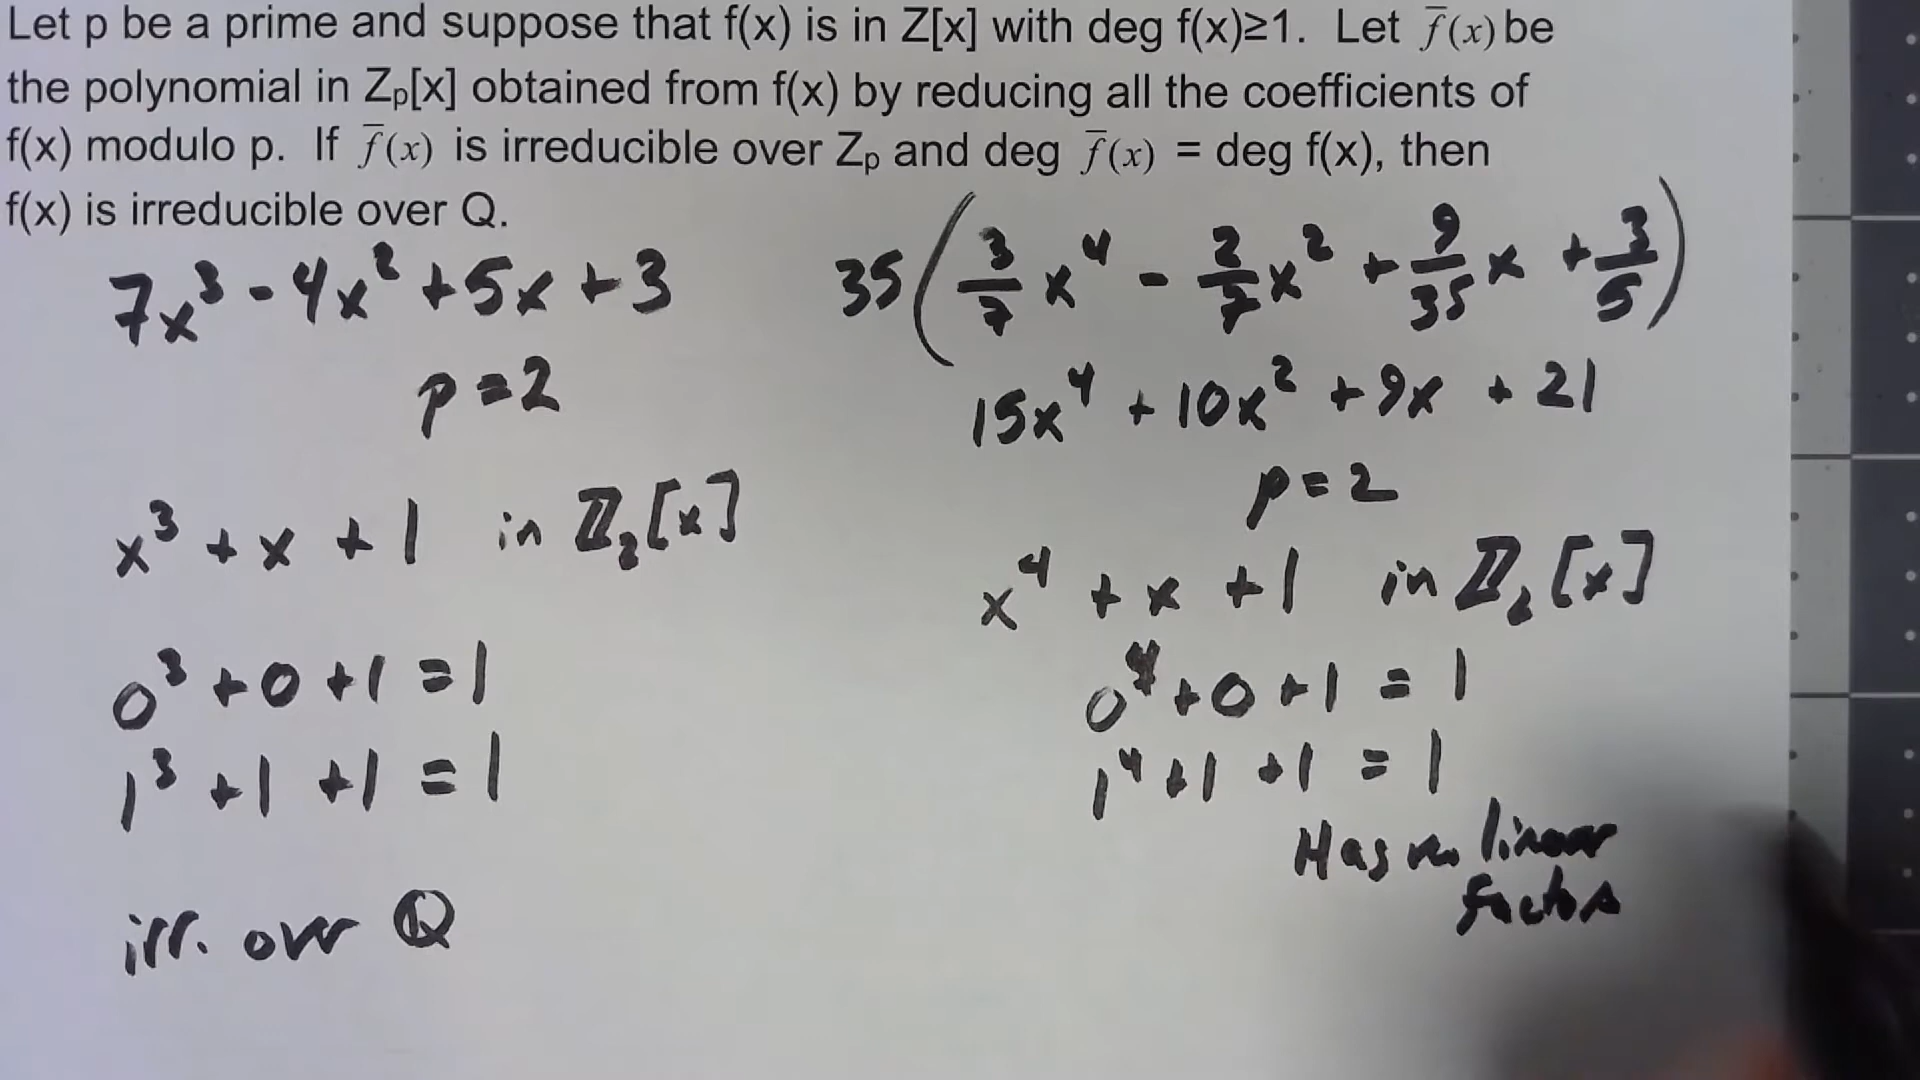 Let p be a prime and suppose that f(x) is in Z[x] with deg f(x)≥1. Let f̅(x) be
the polynomial in Zₚ[x] obtained from f(x) by reducing all the coefficients of
f(x) modulo p. If f̅(x) is irreducible over Zₚ and deg f̅(x) = deg f(x), then
f(x) is irreducible over Q.
7x³ - 4x² + 5x + 3
p = 2
x³ + x + 1 in ℤ₂[x]
0³ + 0 + 1 = 1
1³ + 1 + 1 = 1
irr. over ℚ
35(3/7 x⁴ - 2/7 x² + 9/35 x + 3/5)
15x⁴ + 10x² + 9x + 21
p = 2
x⁴ + x + 1 in ℤ₂[x]
0⁴ + 0 + 1 = 1
1⁴ + 1 + 1 = 1
Has no linear
factors